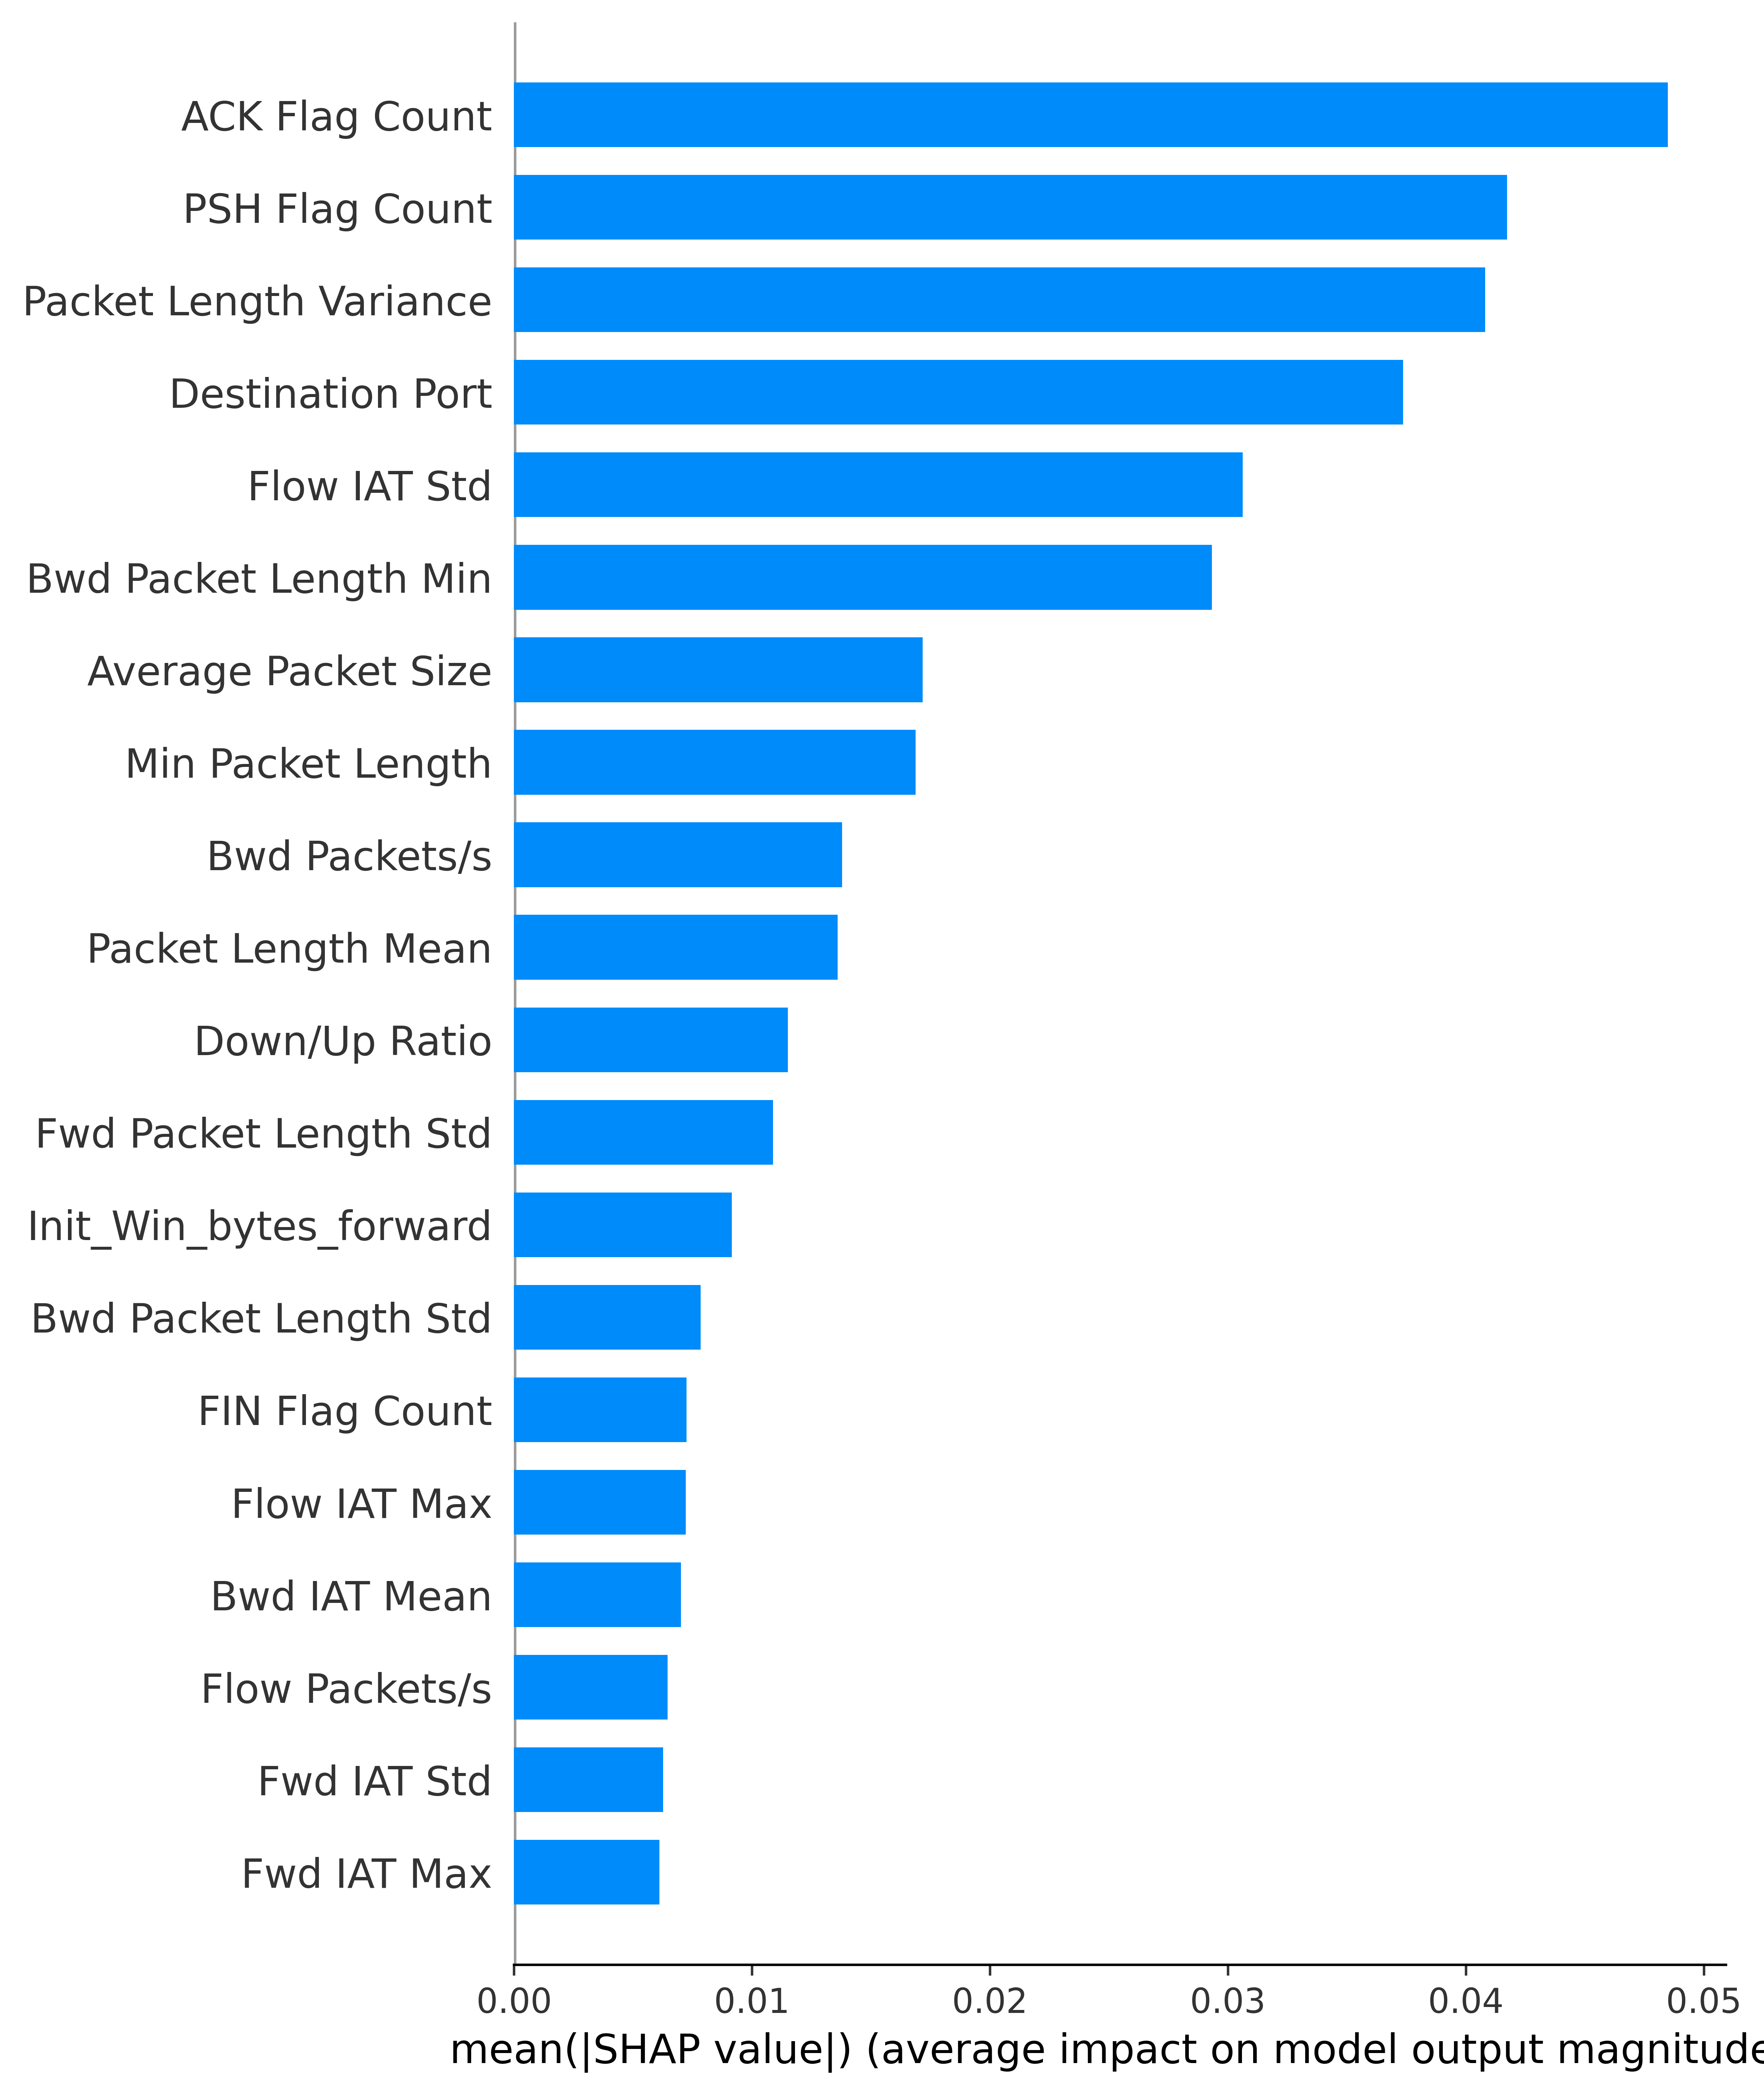 ACK Flag Count
PSH Flag Count
Packet Length Variance
Destination Port
Flow IAT Std
Bwd Packet Length Min
Average Packet Size
Min Packet Length
Bwd Packets/s
Packet Length Mean
Down/Up Ratio
Fwd Packet Length Std
Init_Win_bytes_forward
Bwd Packet Length Std
FIN Flag Count
Flow IAT Max
Bwd IAT Mean
Flow Packets/s
Fwd IAT Std
Fwd IAT Max
0.00 0.01 0.02 0.03 0.04 0.05
mean(|SHAP value|) (average impact on model output magnitude